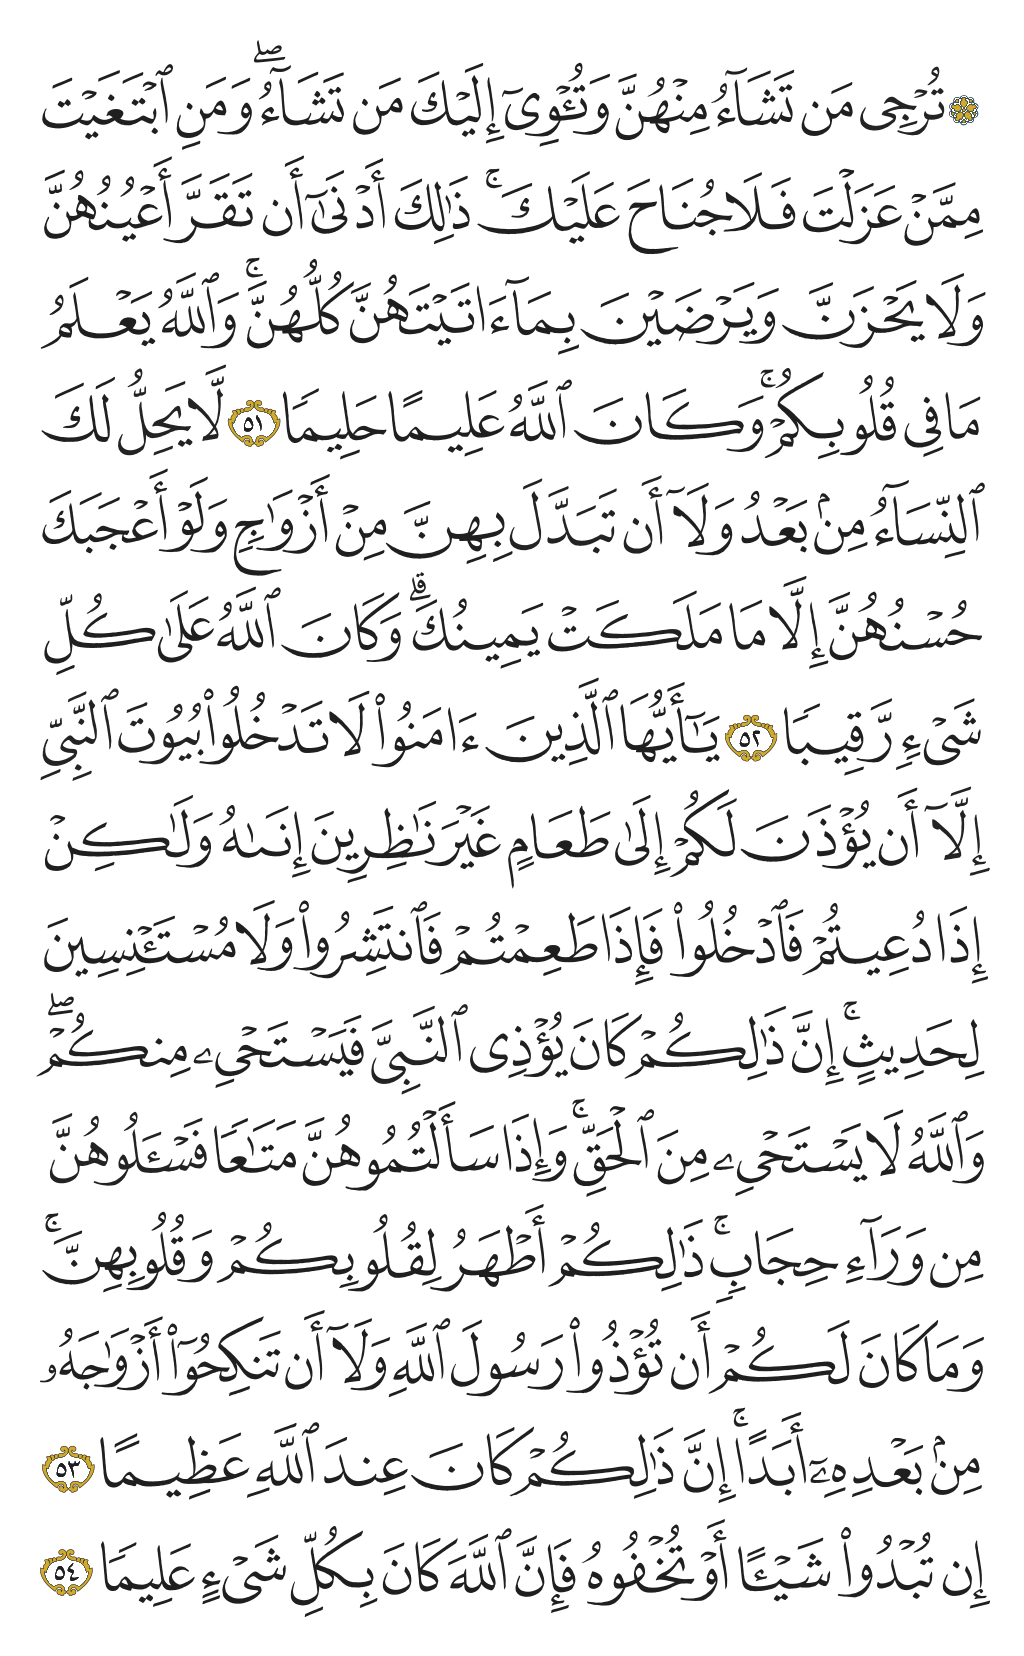 ۞ تُرْجِى مَن تَشَآءُ مِنْهُنَّ وَتُـْٔوِىٓ إِلَيْكَ مَن تَشَآءُ ۖ وَمَنِ ٱبْتَغَيْتَ
مِمَّنْ عَزَلْتَ فَلَا جُنَاحَ عَلَيْكَ ۚ ذَٰلِكَ أَدْنَىٰٓ أَن تَقَرَّ أَعْيُنُهُنَّ
وَلَا يَحْزَنَّ وَيَرْضَيْنَ بِمَآ ءَاتَيْتَهُنَّ كُلُّهُنَّ ۚ وَٱللَّهُ يَعْلَمُ
مَا فِى قُلُوبِكُمْ ۚ وَكَانَ ٱللَّهُ عَلِيمًا حَلِيمًا ٥١ لَّا يَحِلُّ لَكَ
ٱلنِّسَآءُ مِنۢ بَعْدُ وَلَآ أَن تَبَدَّلَ بِهِنَّ مِنْ أَزْوَٰجٍ وَلَوْ أَعْجَبَكَ
حُسْنُهُنَّ إِلَّا مَا مَلَكَتْ يَمِينُكَ ۗ وَكَانَ ٱللَّهُ عَلَىٰ كُلِّ
شَىْءٍ رَّقِيبًا ٥٢ يَـٰٓأَيُّهَا ٱلَّذِينَ ءَامَنُوا۟ لَا تَدْخُلُوا۟ بُيُوتَ ٱلنَّبِىِّ
إِلَّآ أَن يُؤْذَنَ لَكُمْ إِلَىٰ طَعَامٍ غَيْرَ نَـٰظِرِينَ إِنَىٰهُ وَلَـٰكِنْ
إِذَا دُعِيتُمْ فَٱدْخُلُوا۟ فَإِذَا طَعِمْتُمْ فَٱنتَشِرُوا۟ وَلَا مُسْتَـْٔنِسِينَ
لِحَدِيثٍ ۚ إِنَّ ذَٰلِكُمْ كَانَ يُؤْذِى ٱلنَّبِىَّ فَيَسْتَحْىِۦ مِنكُمْ ۖ
وَٱللَّهُ لَا يَسْتَحْىِۦ مِنَ ٱلْحَقِّ ۚ وَإِذَا سَأَلْتُمُوهُنَّ مَتَـٰعًا فَسْـَٔلُوهُنَّ
مِن وَرَآءِ حِجَابٍ ۚ ذَٰلِكُمْ أَطْهَرُ لِقُلُوبِكُمْ وَقُلُوبِهِنَّ ۚ
وَمَا كَانَ لَكُمْ أَن تُؤْذُوا۟ رَسُولَ ٱللَّهِ وَلَآ أَن تَنكِحُوٓا۟ أَزْوَٰجَهُۥ
مِنۢ بَعْدِهِۦٓ أَبَدًا ۚ إِنَّ ذَٰلِكُمْ كَانَ عِندَ ٱللَّهِ عَظِيمًا ٥٣
إِن تُبْدُوا۟ شَيْـًٔا أَوْ تُخْفُوهُ فَإِنَّ ٱللَّهَ كَانَ بِكُلِّ شَىْءٍ عَلِيمًا ٥٤